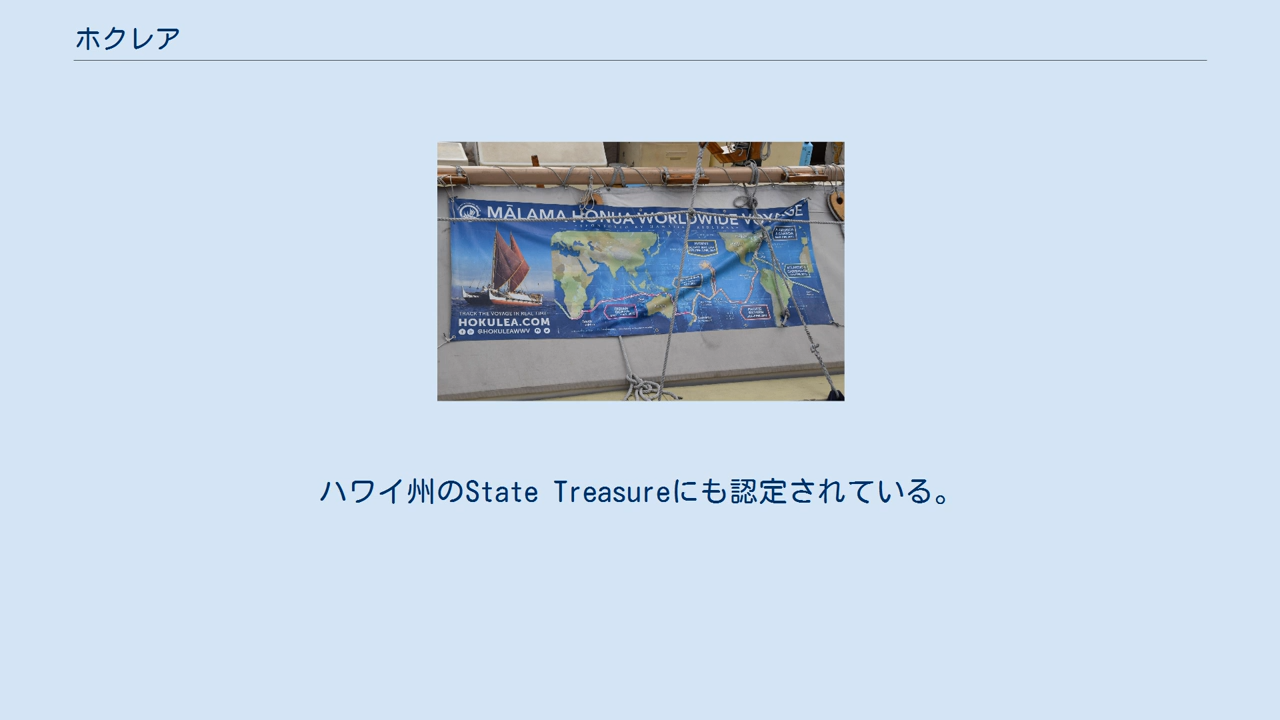 ホクレア
MĀLAMA HONUA WORLDWIDE VOYAGE
TRACK THE VOYAGE IN REAL TIME
HOKULEA.COM
@HOKULEAWWV
ハワイ州のState Treasureにも認定されている。